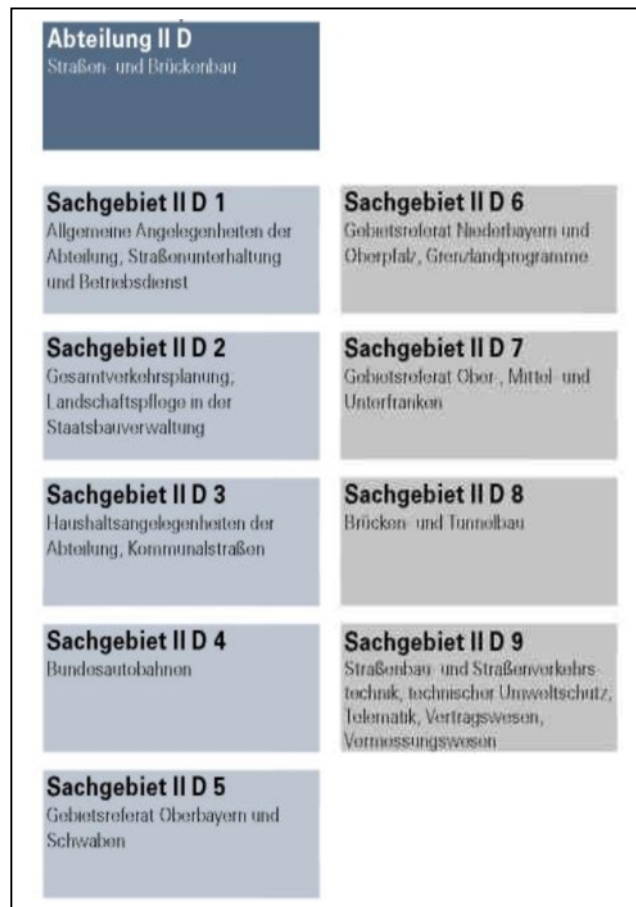 Abteilung II D
Straßen- und Brückenbau
Sachgebiet II D 1
Allgemeine Angelegenheiten der
Abteilung, Straßenunterhaltung
und Betriebsdienst
Sachgebiet II D 2
Gesamtverkehrsplanung,
Landschaftspflege in der
Staatsbauverwaltung
Sachgebiet II D 3
Haushaltsangelegenheiten der
Abteilung, Kommunalstraßen
Sachgebiet II D 4
Bundesautobahnen
Sachgebiet II D 5
Gebietsreferat Oberbayern und
Schwaben
Sachgebiet II D 6
Gebietsreferat Niederbayern und
Oberpfalz, Grenzlandprogramme
Sachgebiet II D 7
Gebietsreferat Ober-, Mittel- und
Unterfranken
Sachgebiet II D 8
Brücken- und Tunnelbau
Sachgebiet II D 9
Straßenbau- und Straßenverkehrs-
technik, technischer Umweltschutz,
Telematik, Vertragswesen,
Vermessungswesen